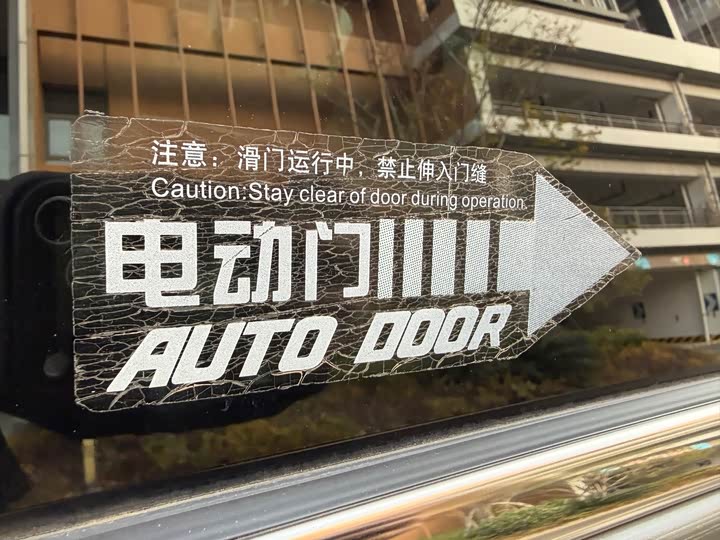 注意：滑门运行中，禁止伸入门缝
Caution:Stay clear of door during operation.
电动门
AUTO DOOR